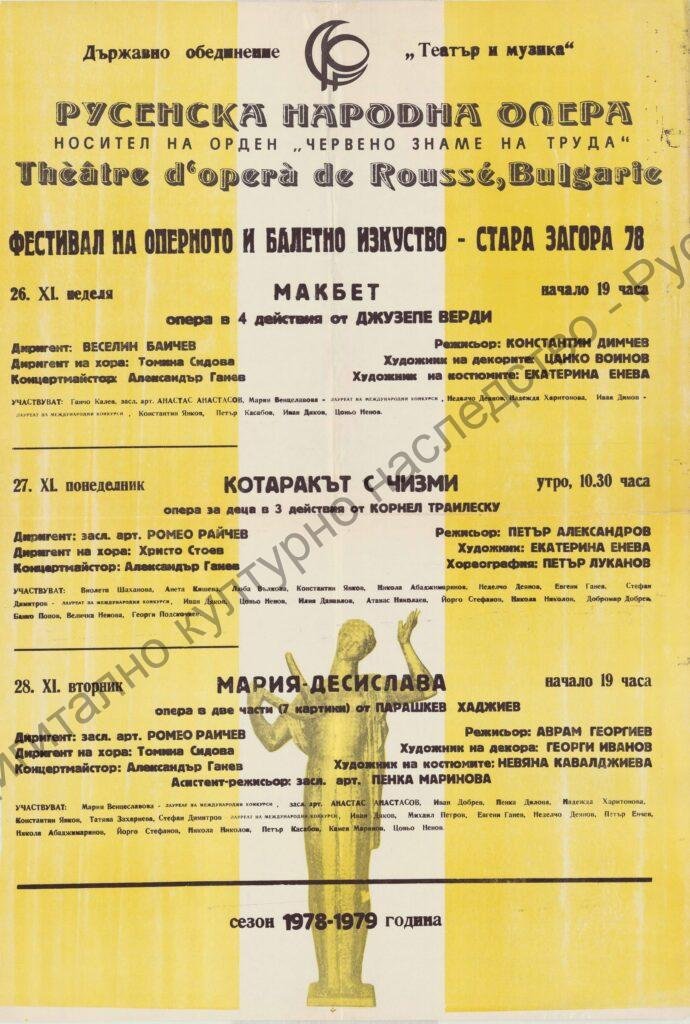 Държавно обединение „Театър и музика“
РУСЕНСКА НАРОДНА ОПЕРА
НОСИТЕЛ НА ОРДЕН „ЧЕРВЕНО ЗНАМЕ НА ТРУДА“
Thèâtre d'operà de Roussé, Bulgarie
ФЕСТИВАЛ НА ОПЕРНОТО И БАЛЕТНО ИЗКУСТВО - СТАРА ЗАГОРА 78
26. XI. неделя МАКБЕТ начало 19 часа
опера в 4 действия от ДЖУЗЕПЕ ВЕРДИ
Диригент: ВЕСЕЛИН БАИЧЕВ Режисьор: КОНСТАНТИН ДИМЧЕВ
Диригент на хора: Томина Сидова Художник на декорите: ЦАНКО ВОИНОВ
Концертмайстор: Александър Ганев Художник на костюмите: ЕКАТЕРИНА ЕНЕВА
УЧАСТВУВАТ: Ганчо Калев, засл. арт. АНАСТАС АНАСТАСОВ, Мария Венцеславова - ЛАУРЕАТ НА МЕЖДУНАРОДНИ КОНКУРСИ, Неделчо Деянов, Надежда Харитонова, Иван Димов -
ЛАУРЕАТ НА МЕЖДУНАРОДНИ КОНКУРСИ, Константин Янков, Петър Касабов, Иван Дяков, Цоньо Ненов.
27. XI. понеделник КОТАРАКЪТ С ЧИЗМИ утро, 10.30 часа
опера за деца в 3 действия от КОРНЕЛ ТРАИЛЕСКУ
Диригент: засл. арт. РОМЕО РАЙЧЕВ Режисьор: ПЕТЪР АЛЕКСАНДРОВ
Диригент на хора: Христо Стоев Художник: ЕКАТЕРИНА ЕНЕВА
Концертмайстор: Александър Ганев Хореография: ПЕТЪР ЛУКАНОВ
УЧАСТВУВАТ: Виолета Шаханова, Анета Люба Вълкова, Константин Янков, Никола Абаджимаринов, Неделчо Деянов, Евгени Ганев, Стефан
Димитров - ЛАУРЕАТ НА МЕЖДУНАРОДНИ КОНКУРСИ, Иван Дяков, Цоньо Ненов, Илия Данаилов, Атанас Николаев, Йорго Стефанов, Никола Николов, Добромир Добрев,
Банко Попов, Величка Ненова, Георги
28. XI. вторник МАРИЯ-ДЕСИСЛАВА начало 19 часа
опера в две части (7 картини) от ПАРАШКЕВ ХАДЖИЕВ
Диригент: засл. арт. РОМЕО РАИЧЕВ Режисьор: АВРАМ ГЕОРГИЕВ
Диригент на хора: Томина Сидова Художник на декора: ГЕОРГИ ИВАНОВ
Концертмайстор: Александър Ганев Художник на костюмите: НЕВЯНА КАВАЛДЖИЕВА
Асистент-режисьор: засл. арт. ПЕНКА МАРИНОВА
УЧАСТВУВАТ: Мария Венцеславова - ЛАУРЕАТ НА МЕЖДУНАРОДНИ КОНКУРСИ, засл. арт. АНАСТАС АНАСТАСОВ, Иван Добрев, Пенка Дилова, Надежда Харитонова,
Константин Янков, Татяна Захариева, Стефан Димитров - ЛАУРЕАТ НА МЕЖДУНАРОДНИ КОНКУРСИ, Иван Дяков, Михаил Петров, Евгени Ганев, Неделчо Деянов, Петър Енчев,
Никола Абаджимаринов, Йорго Стефанов, Никола Николов, Петър Касабов, Камен Маринов, Цоньо Ненов.
сезон 1978-1979 година
Дигитално културно наследство - Рус